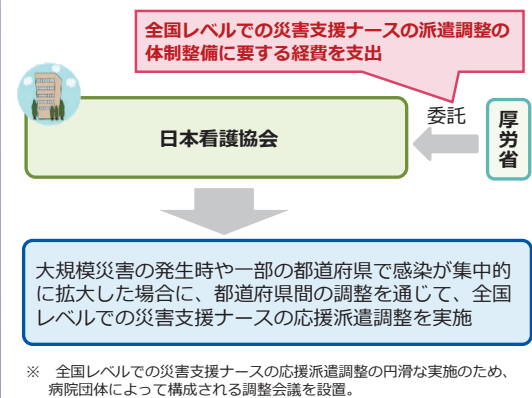 全国レベルでの災害支援ナースの派遣調整の
体制整備に要する経費を支出
委託
厚労省
日本看護協会
大規模災害の発生時や一部の都道府県で感染が集中的
に拡大した場合に、都道府県間の調整を通じて、全国
レベルでの災害支援ナースの応援派遣調整を実施
※　全国レベルでの災害支援ナースの応援派遣調整の円滑な実施のため、
病院団体によって構成される調整会議を設置。